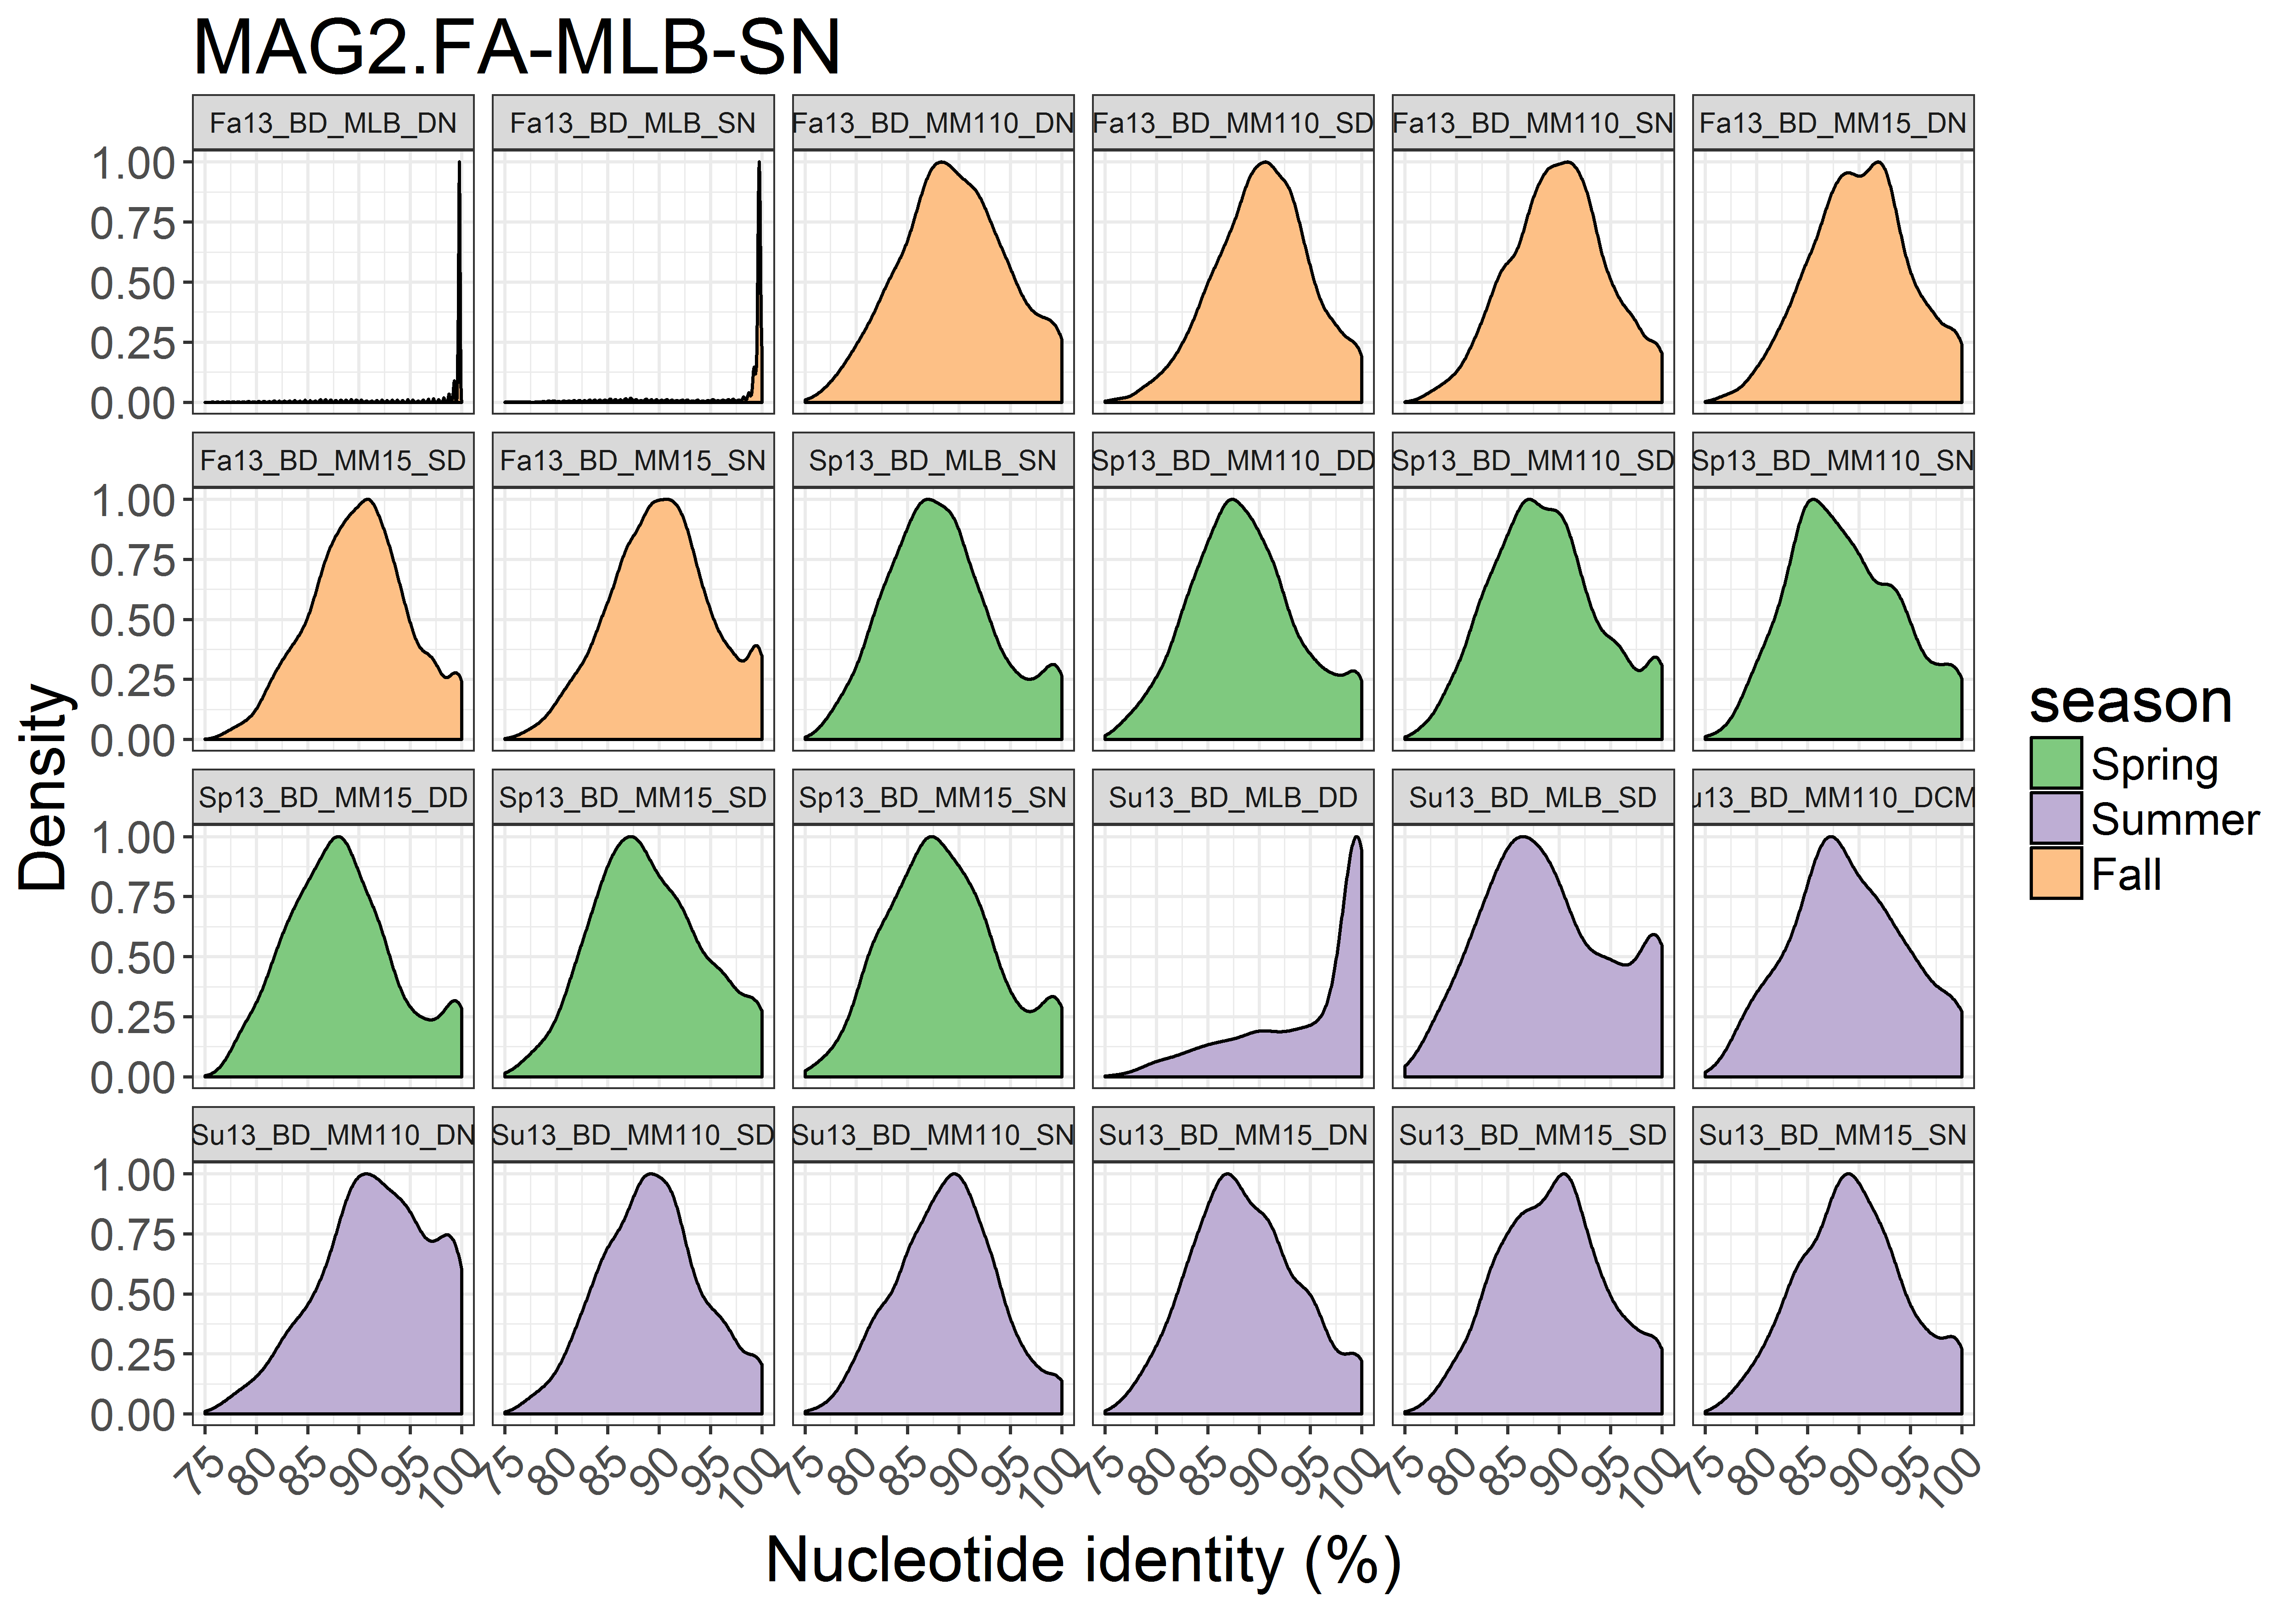 MAG2.FA-MLB-SN
Fa13_BD_MLB_DN Fa13_BD_MLB_SN Fa13_BD_MM110_DN Fa13_BD_MM110_SD Fa13_BD_MM110_SN Fa13_BD_MM15_DN
1.00
0.75
0.50
0.25
0.00
Fa13_BD_MM15_SD Fa13_BD_MM15_SN Sp13_BD_MLB_SN Sp13_BD_MM110_DD Sp13_BD_MM110_SD Sp13_BD_MM110_SN
1.00
0.75
0.50
0.25
0.00
Sp13_BD_MM15_DD Sp13_BD_MM15_SD Sp13_BD_MM15_SN Su13_BD_MLB_DD Su13_BD_MLB_SD u13_BD_MM110_DCM
1.00
0.75
0.50
0.25
0.00
Su13_BD_MM110_DN Su13_BD_MM110_SD Su13_BD_MM110_SN Su13_BD_MM15_DN Su13_BD_MM15_SD Su13_BD_MM15_SN
1.00
0.75
0.50
0.25
0.00
75 80 85 90 95 100 75 80 85 90 95 100 75 80 85 90 95 100 75 80 85 90 95 100 75 80 85 90 95 100 75 80 85 90 95 100
Density
Nucleotide identity (%)
season
Spring
Summer
Fall